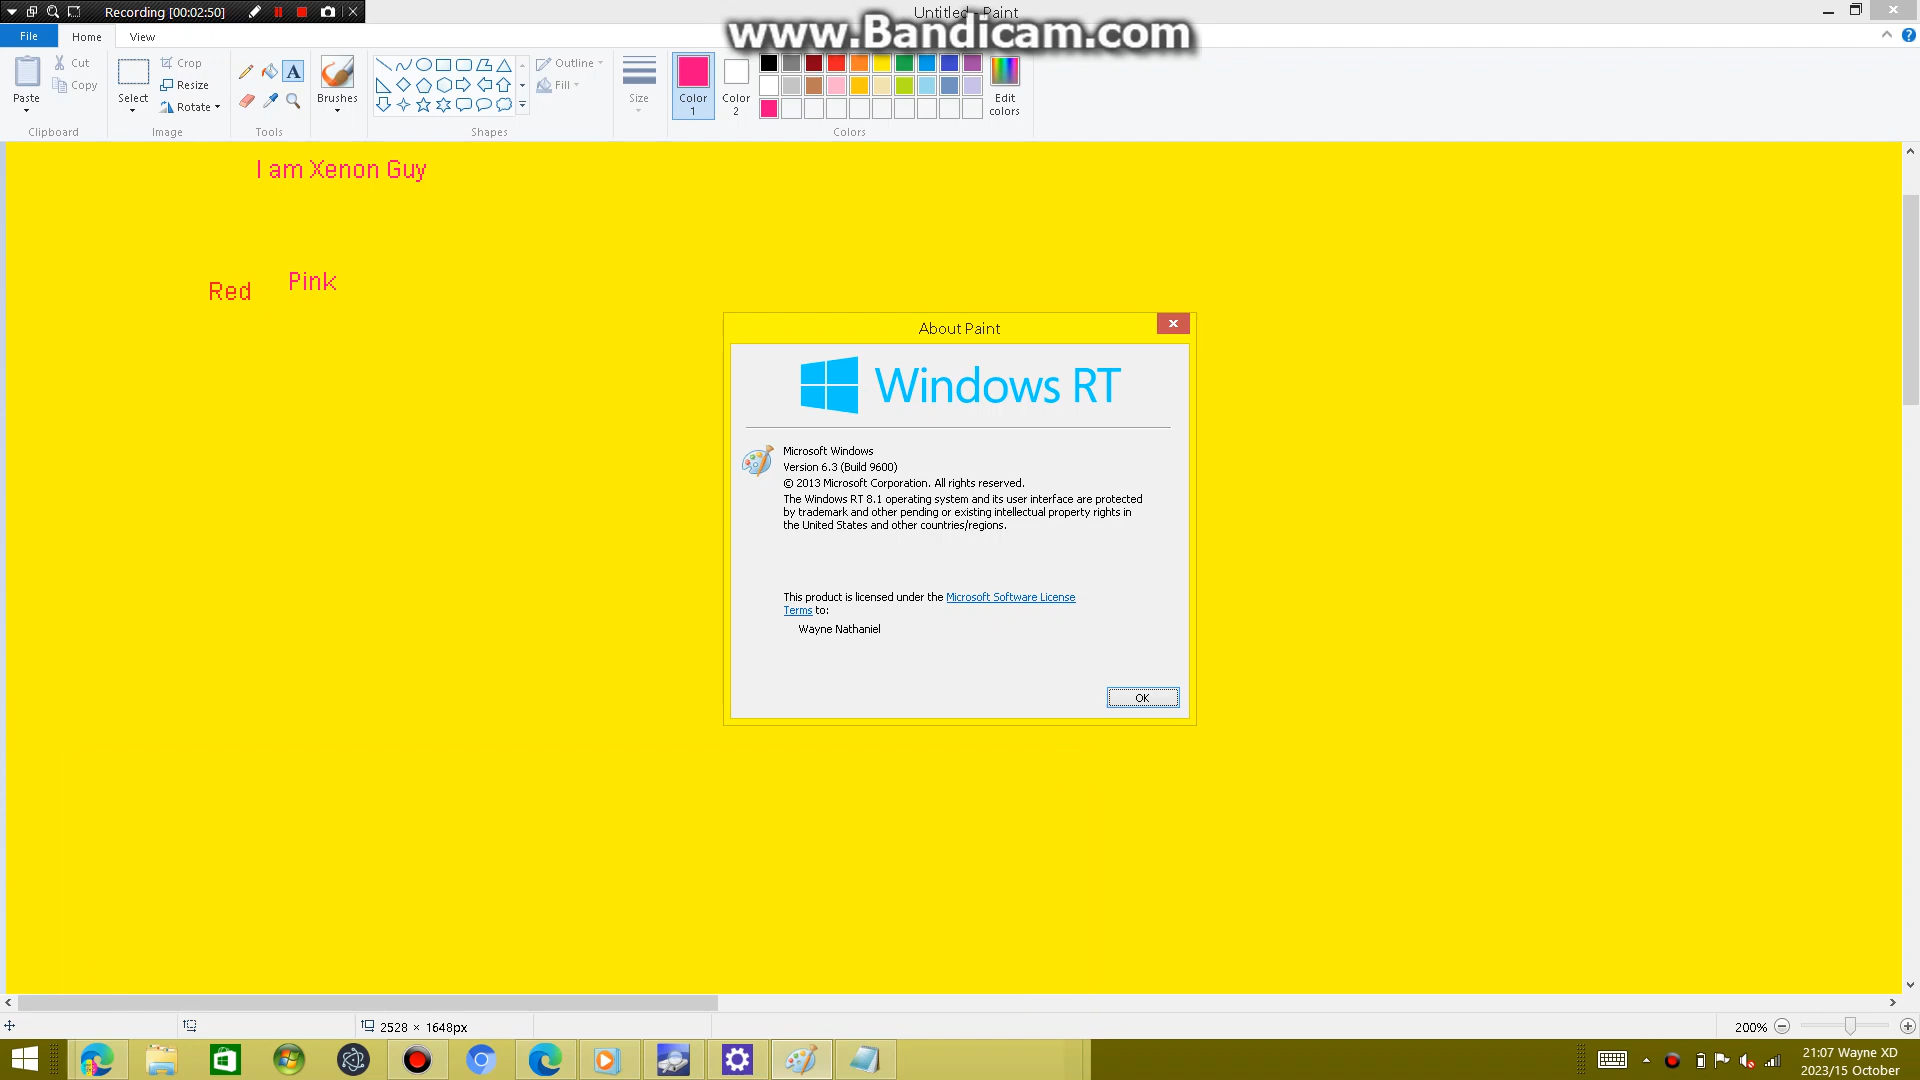 Recording [00:02:50]
Untitled - Paint
www.Bandicam.com
File
Home
View
Paste
Cut
Copy
Clipboard
Select
Crop
Resize
Rotate
Image
A
Tools
Brushes
Outline
Fill
Shapes
Size
Color
1
Color
2
Edit
colors
Colors
I am Xenon Guy
Red
Pink
About Paint
Windows RT
Microsoft Windows
Version 6.3 (Build 9600)
© 2013 Microsoft Corporation. All rights reserved.
The Windows RT 8.1 operating system and its user interface are protected
by trademark and other pending or existing intellectual property rights in
the United States and other countries/regions.
This product is licensed under the Microsoft Software License
Terms to:
Wayne Nathaniel
OK
2528 × 1648px
200%
21:07 Wayne XD
2023/15 October